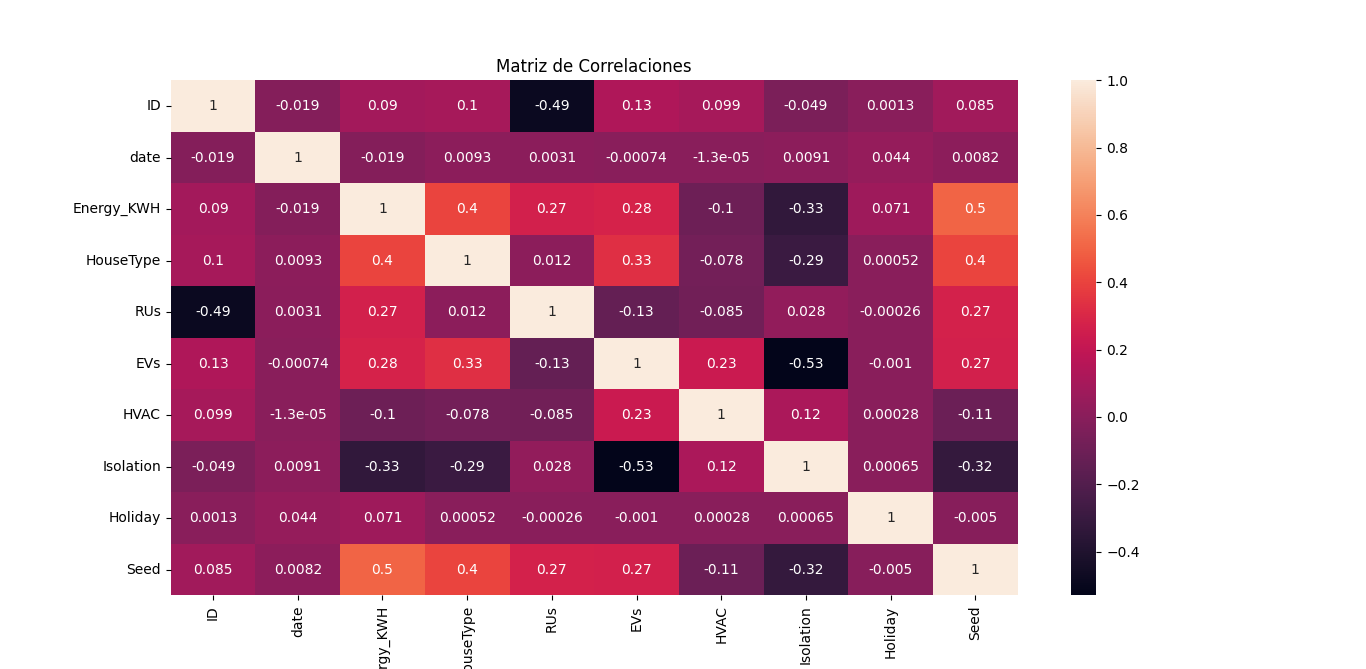 Matriz de Correlaciones
ID 1 -0.019 0.09 0.1 -0.49 0.13 0.099 -0.049 0.0013 0.085
date -0.019 1 -0.019 0.0093 0.0031 -0.00074 -1.3e-05 0.0091 0.044 0.0082
Energy_KWH 0.09 -0.019 1 0.4 0.27 0.28 -0.1 -0.33 0.071 0.5
HouseType 0.1 0.0093 0.4 1 0.012 0.33 -0.078 -0.29 0.00052 0.4
RUs -0.49 0.0031 0.27 0.012 1 -0.13 -0.085 0.028 -0.00026 0.27
EVs 0.13 -0.00074 0.28 0.33 -0.13 1 0.23 -0.53 -0.001 0.27
HVAC 0.099 -1.3e-05 -0.1 -0.078 -0.085 0.23 1 0.12 0.00028 -0.11
Isolation -0.049 0.0091 -0.33 -0.29 0.028 -0.53 0.12 1 0.00065 -0.32
Holiday 0.0013 0.044 0.071 0.00052 -0.00026 -0.001 0.00028 0.00065 1 -0.005
Seed 0.085 0.0082 0.5 0.4 0.27 0.27 -0.11 -0.32 -0.005 1
ID date rgy_KWH ouseType RUs EVs HVAC Isolation Holiday Seed
1.0
0.8
0.6
0.4
0.2
0.0
−0.2
−0.4